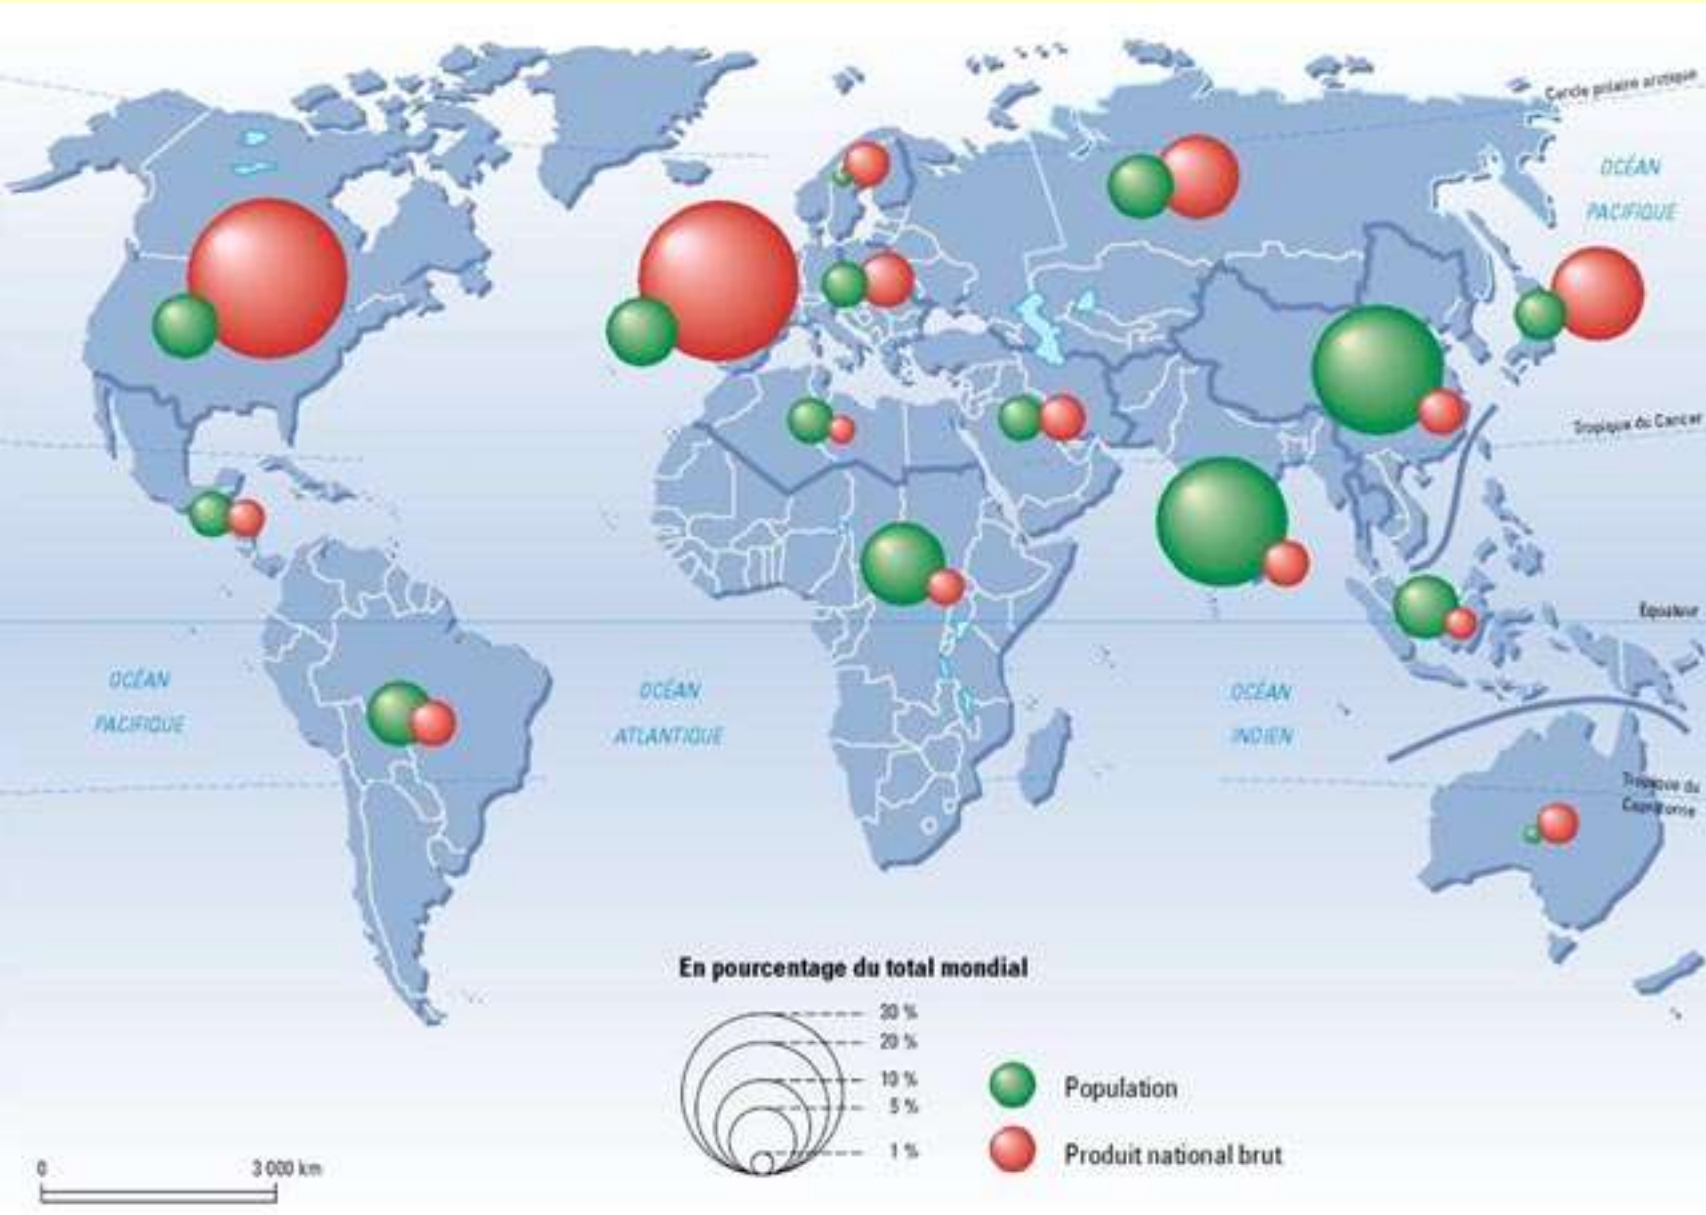 Cercle polaire arctique
OCÉAN
PACIFIQUE
Tropique du Cancer
Équateur
OCÉAN
PACIFIQUE
OCÉAN
ATLANTIQUE
OCÉAN
INDIEN
Tropique du
Capricorne
En pourcentage du total mondial
30 %
20 %
10 %
5 %
1 %
Population
Produit national brut
0
3 000 km